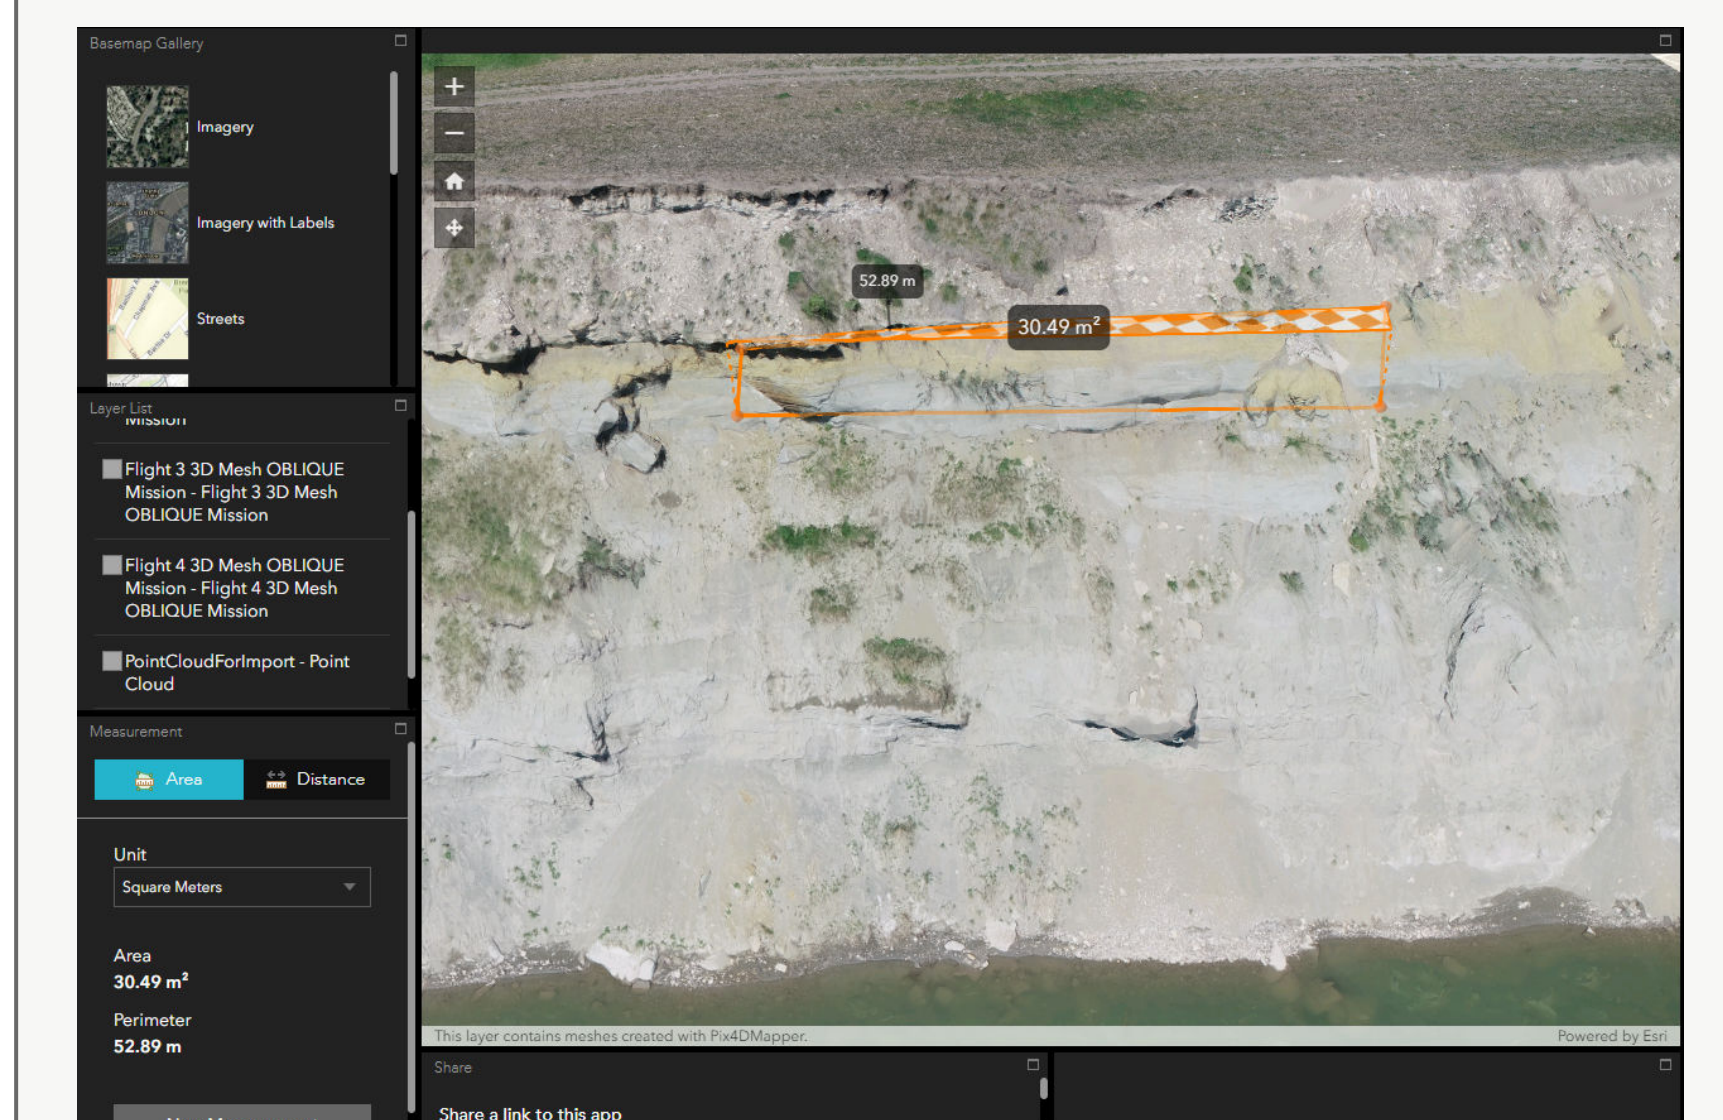 Basemap Gallery
Imagery
Imagery with Labels
Streets
Layer List
Mission
Flight 3 3D Mesh OBLIQUE
Mission - Flight 3 3D Mesh
OBLIQUE Mission
Flight 4 3D Mesh OBLIQUE
Mission - Flight 4 3D Mesh
OBLIQUE Mission
PointCloudForImport - Point
Cloud
Measurement
Area
Distance
Unit
Square Meters
Area
30.49 m²
Perimeter
52.89 m
52.89 m
30.49 m²
This layer contains meshes created with Pix4DMapper.
Powered by Esri
Share
Share a link to this app